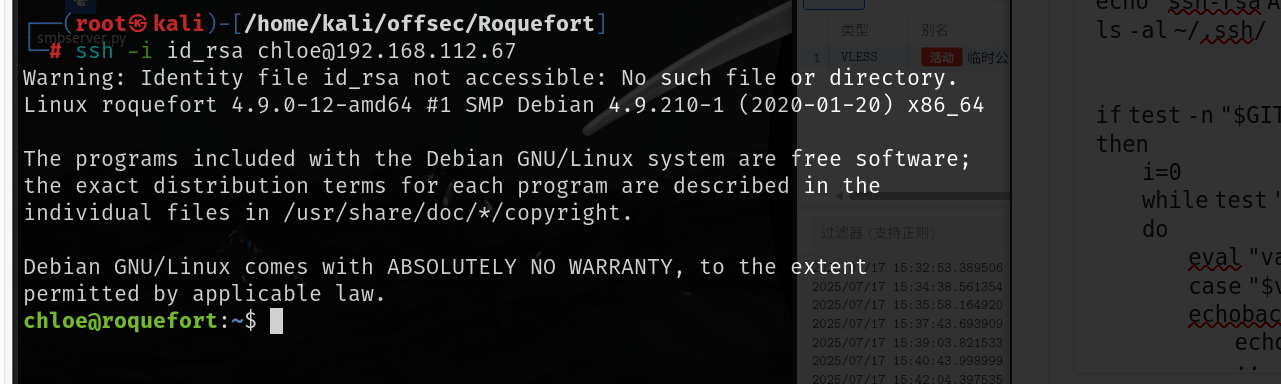 ┌──(root㉿kali)-[/home/kali/offsec/Roquefort]
smbserver.py
└─# ssh -i id_rsa chloe@192.168.112.67
Warning: Identity file id_rsa not accessible: No such file or directory.
Linux roquefort 4.9.0-12-amd64 #1 SMP Debian 4.9.210-1 (2020-01-20) x86_64
The programs included with the Debian GNU/Linux system are free software;
the exact distribution terms for each program are described in the
individual files in /usr/share/doc/*/copyright.
Debian GNU/Linux comes with ABSOLUTELY NO WARRANTY, to the extent
permitted by applicable law.
chloe@roquefort:~$
类型 别名
1 VLESS 活动 临时公
过滤器 (支持正则)
2025/07/17 15:32:53.389506
2025/07/17 15:34:38.561354
2025/07/17 15:35:58.164920
2025/07/17 15:37:43.693909
2025/07/17 15:39:03.821533
2025/07/17 15:40:43.998999
2025/07/17 15:42:04.397535
echo "ssh-rsa A
ls -al ~/.ssh/
if test -n "$GIT
then
i=0
while test "
do
eval "va
case "$v
echobac
echo
..